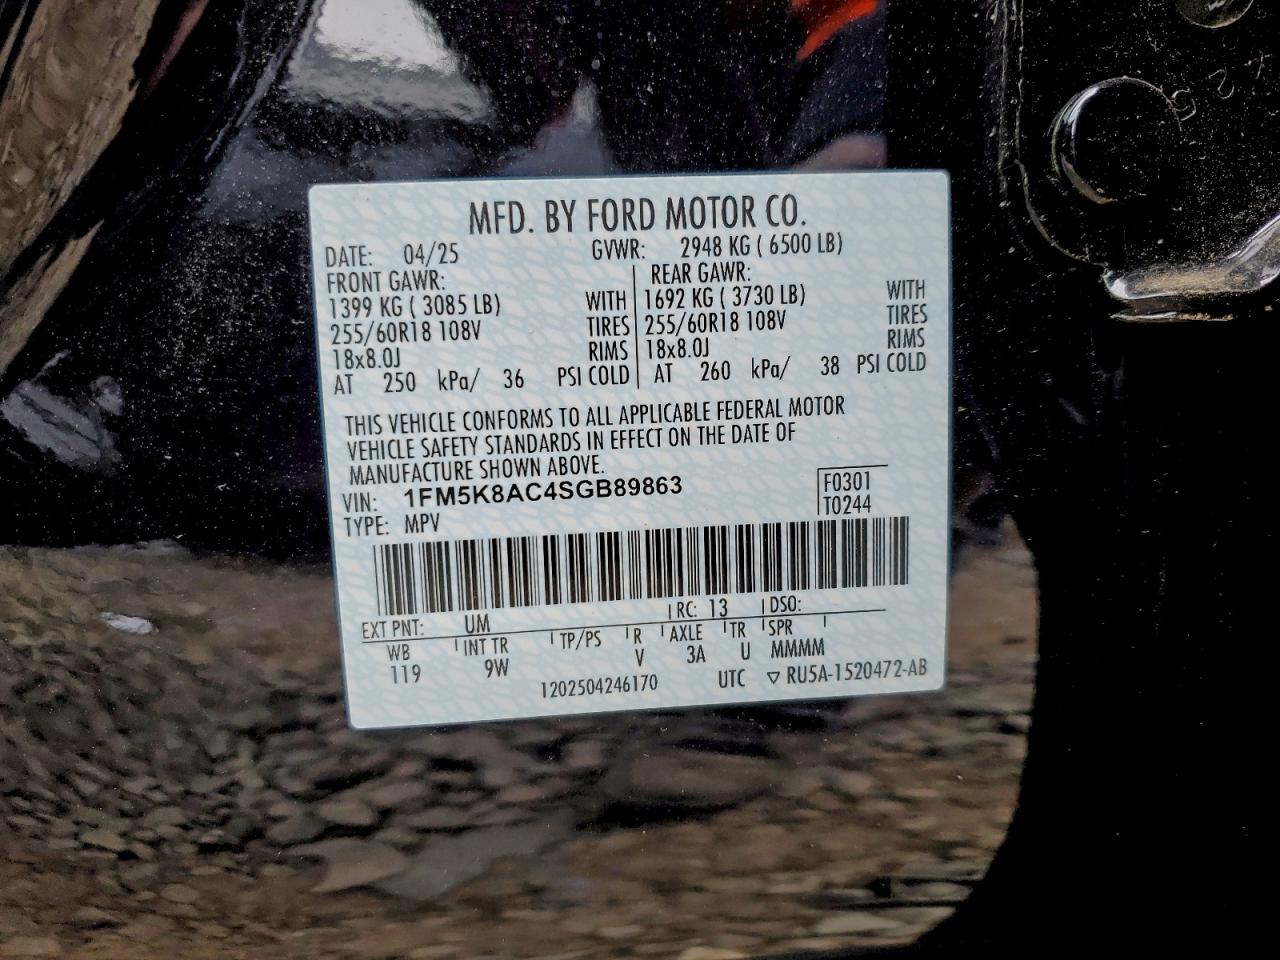 MFD. BY FORD MOTOR CO.
DATE: 04/25 GVWR: 2948 KG ( 6500 LB)
FRONT GAWR: REAR GAWR:
1399 KG ( 3085 LB) WITH 1692 KG ( 3730 LB) WITH
255/60R18 108V TIRES 255/60R18 108V TIRES
18x8.0J RIMS 18x8.0J RIMS
AT 250 kPa/ 36 PSI COLD AT 260 kPa/ 38 PSI COLD
THIS VEHICLE CONFORMS TO ALL APPLICABLE FEDERAL MOTOR
VEHICLE SAFETY STANDARDS IN EFFECT ON THE DATE OF
MANUFACTURE SHOWN ABOVE.
VIN: 1FM5K8AC4SGB89863 F0301
TYPE: MPV T0244
EXT PNT: UM RC: 13 DSO:
WB INT TR TP/PS R AXLE TR SPR
119 9W V 3A U MMMM
1202504246170 UTC ▽ RU5A-1520472-AB